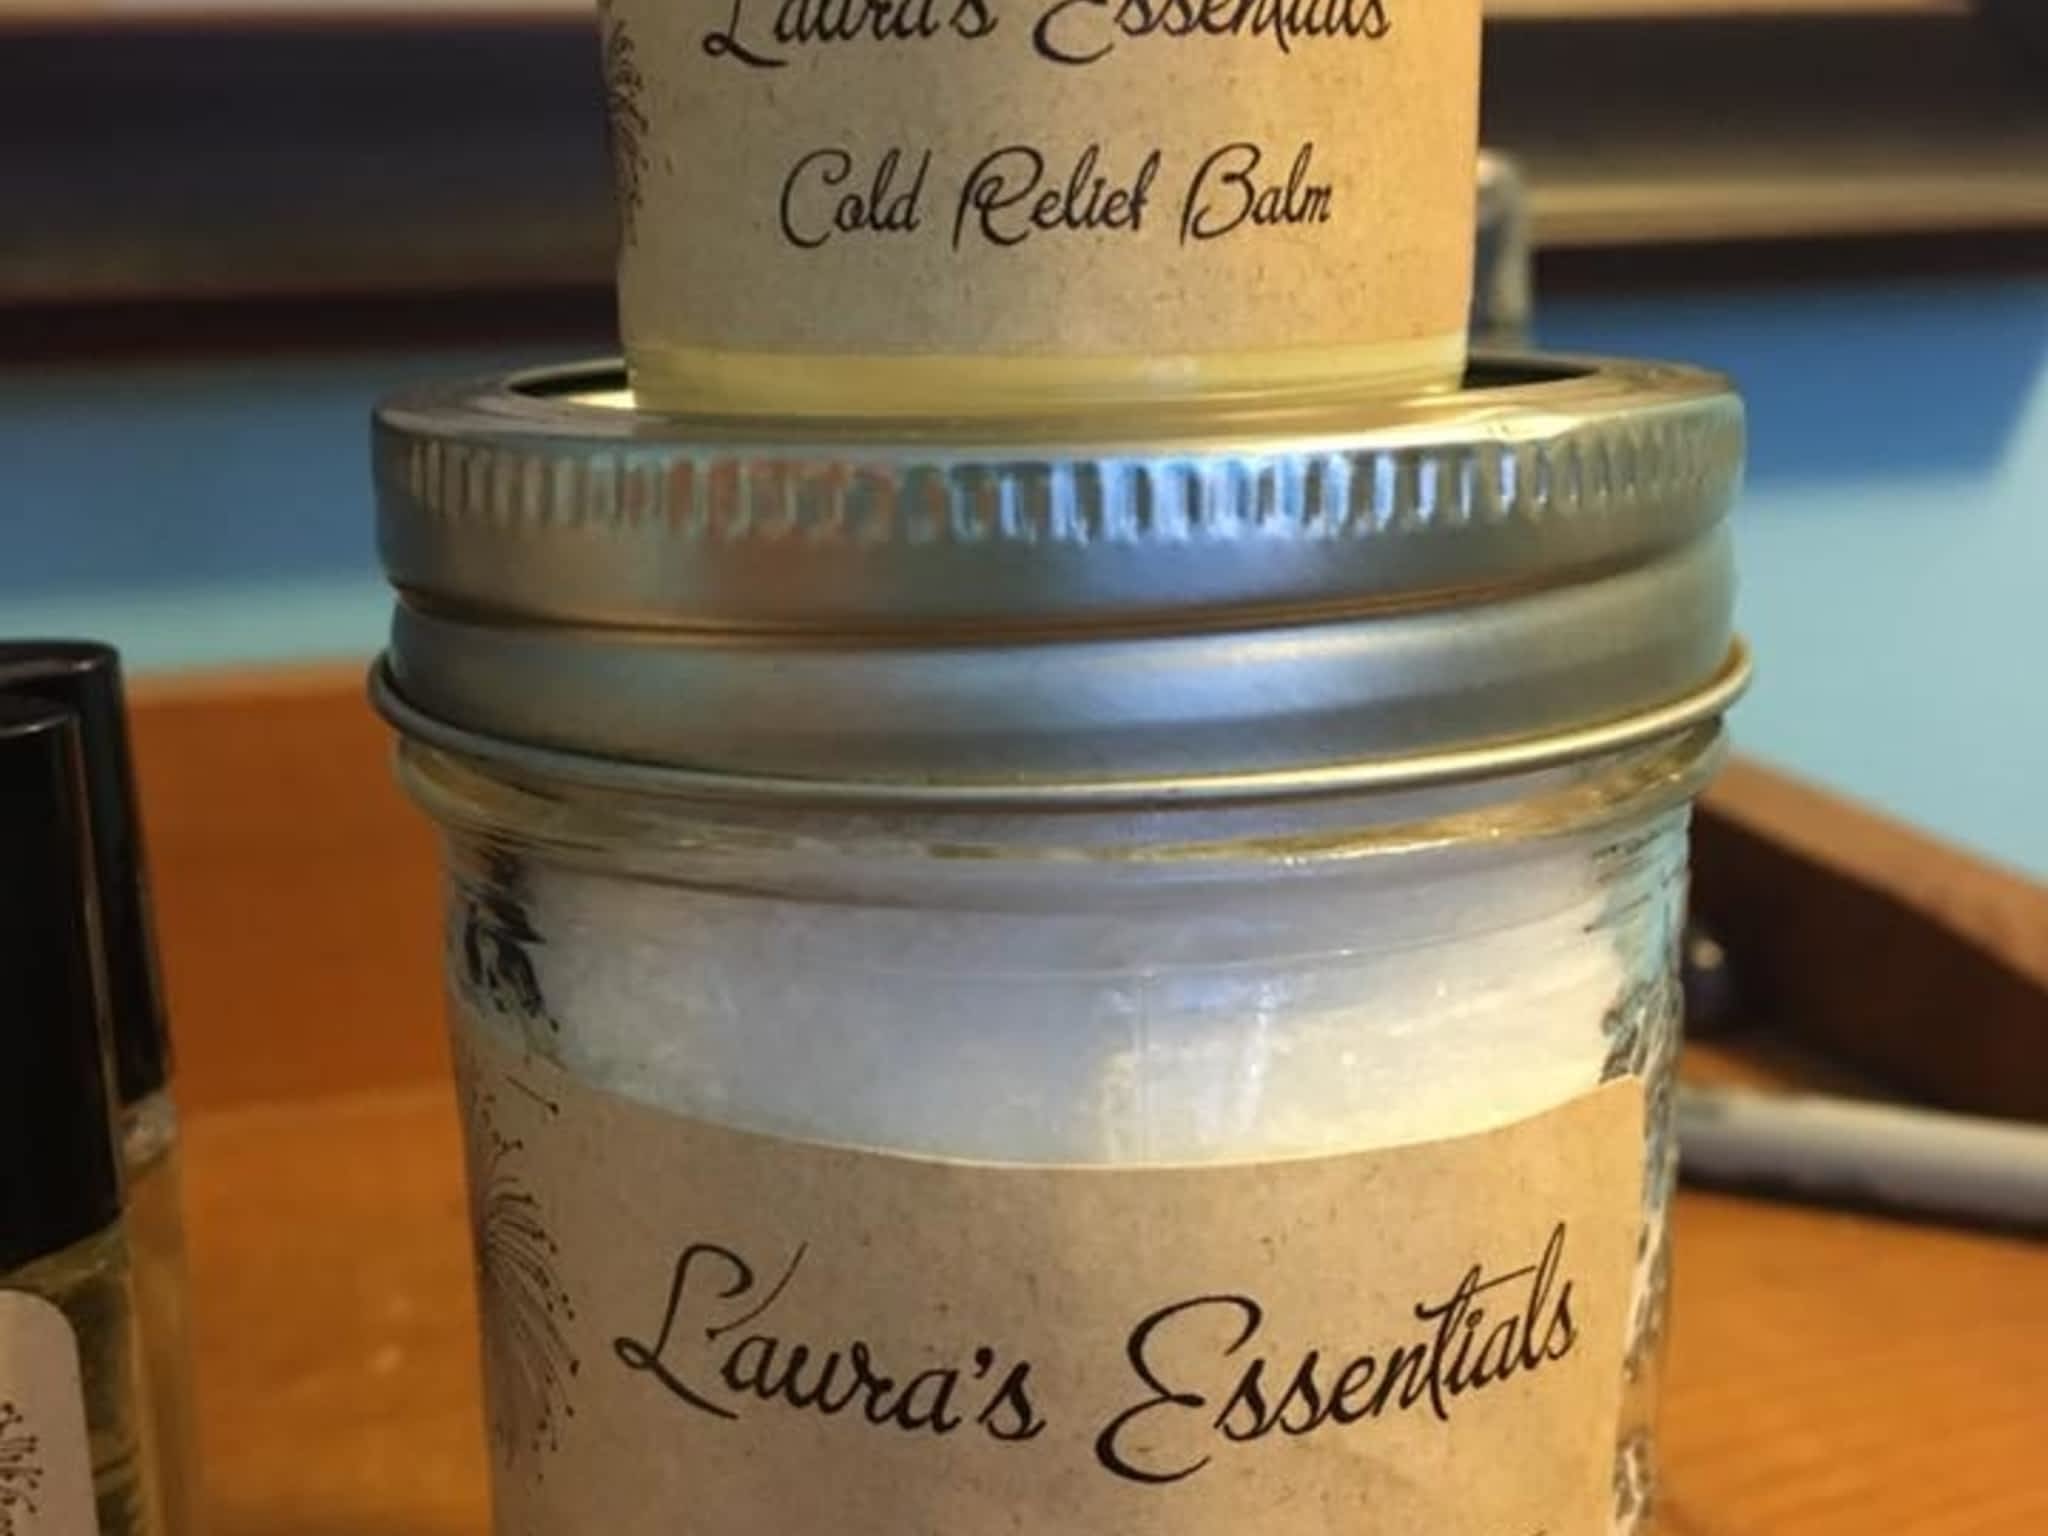 Laura's Essentials
Cold Relief Balm
Laura's Essentials